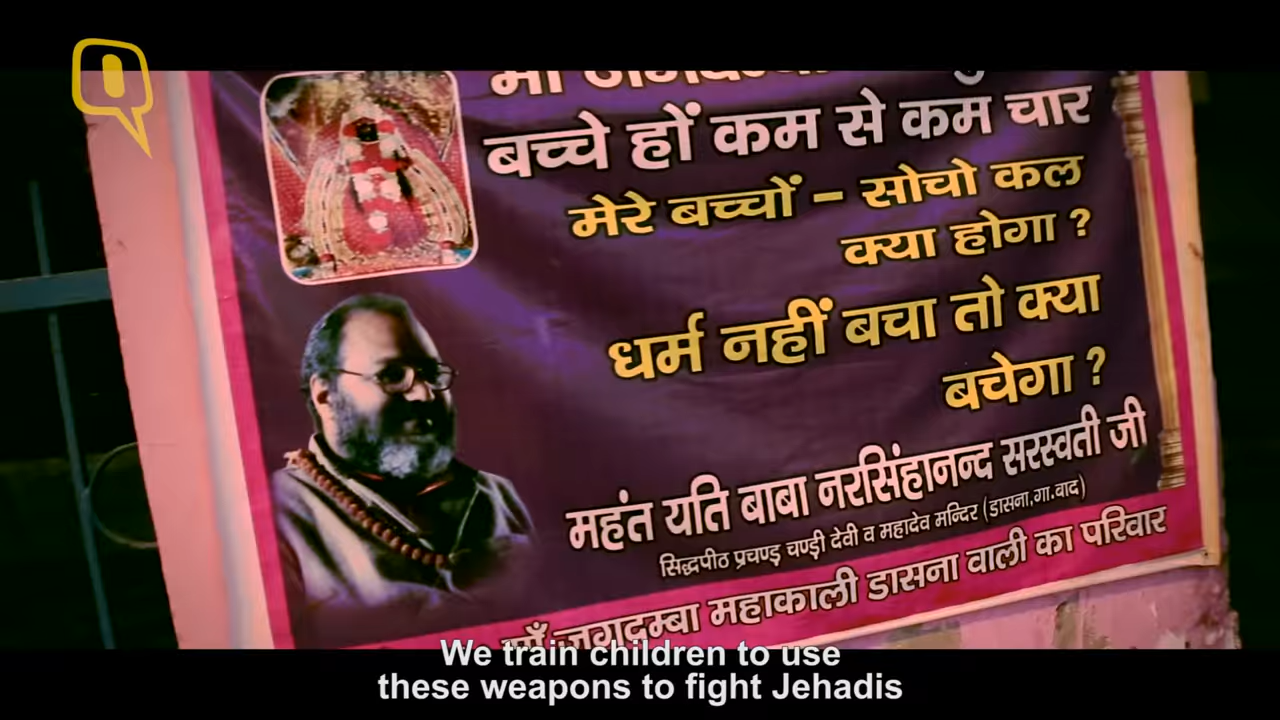 बच्चे हों कम से कम चार
मेरे बच्चों – सोचो कल
क्या होगा ?
धर्म नहीं बचा तो क्या
बचेगा ?
महंत यति बाबा नरसिंहानन्द सरस्वती जी
सिद्धपीठ प्रचण्ड चण्डी देवी व महादेव मन्दिर (डासना,गा.बाद)
माँ जगदम्बा महाकाली डासना वाली का परिवार
We train children to use
these weapons to fight Jehadis